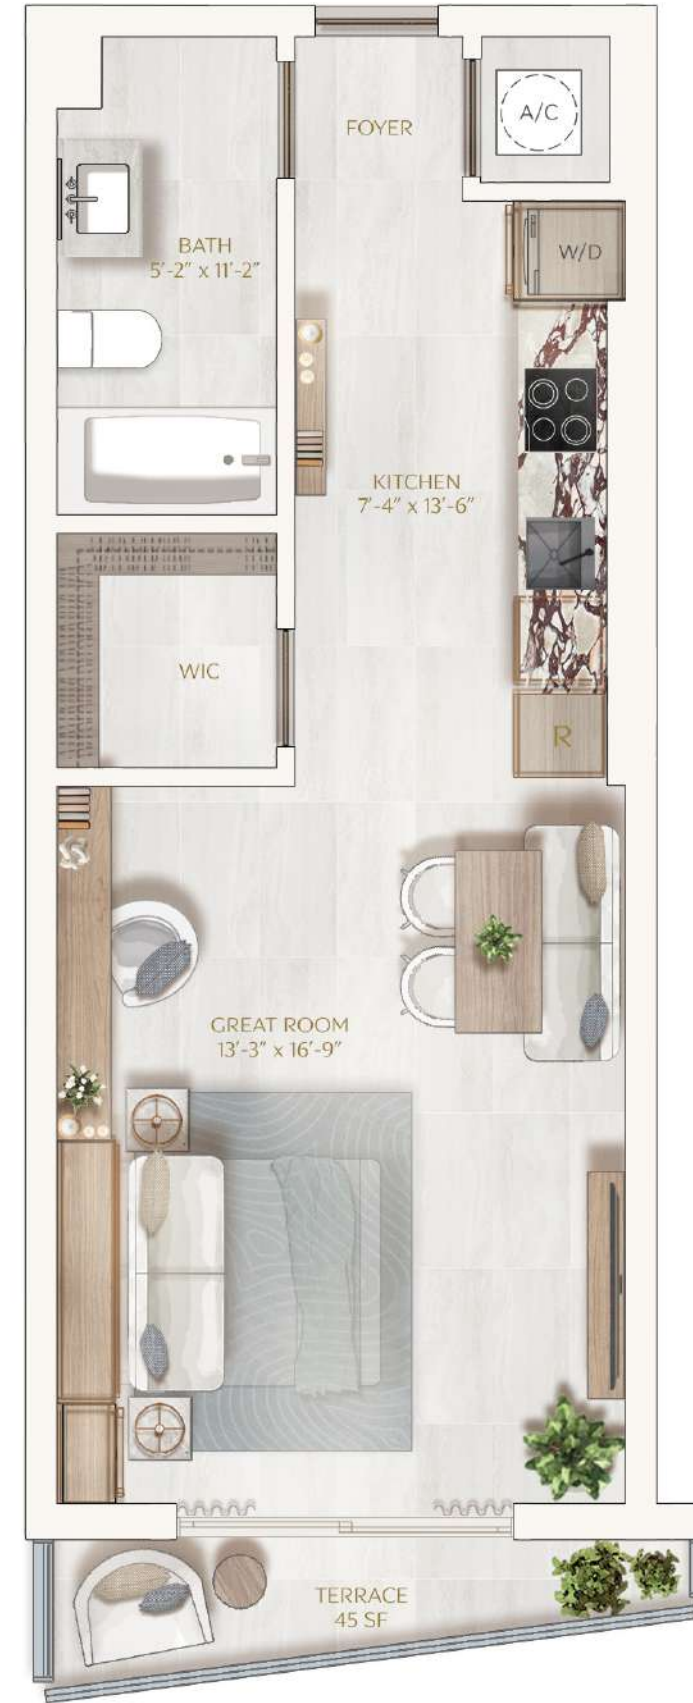 FOYER
A/C
BATH
5'-2" x 11'-2"
W/D
KITCHEN
7'-4" x 13'-6"
WIC
R
GREAT ROOM
13'-3" x 16'-9"
TERRACE
45 SF